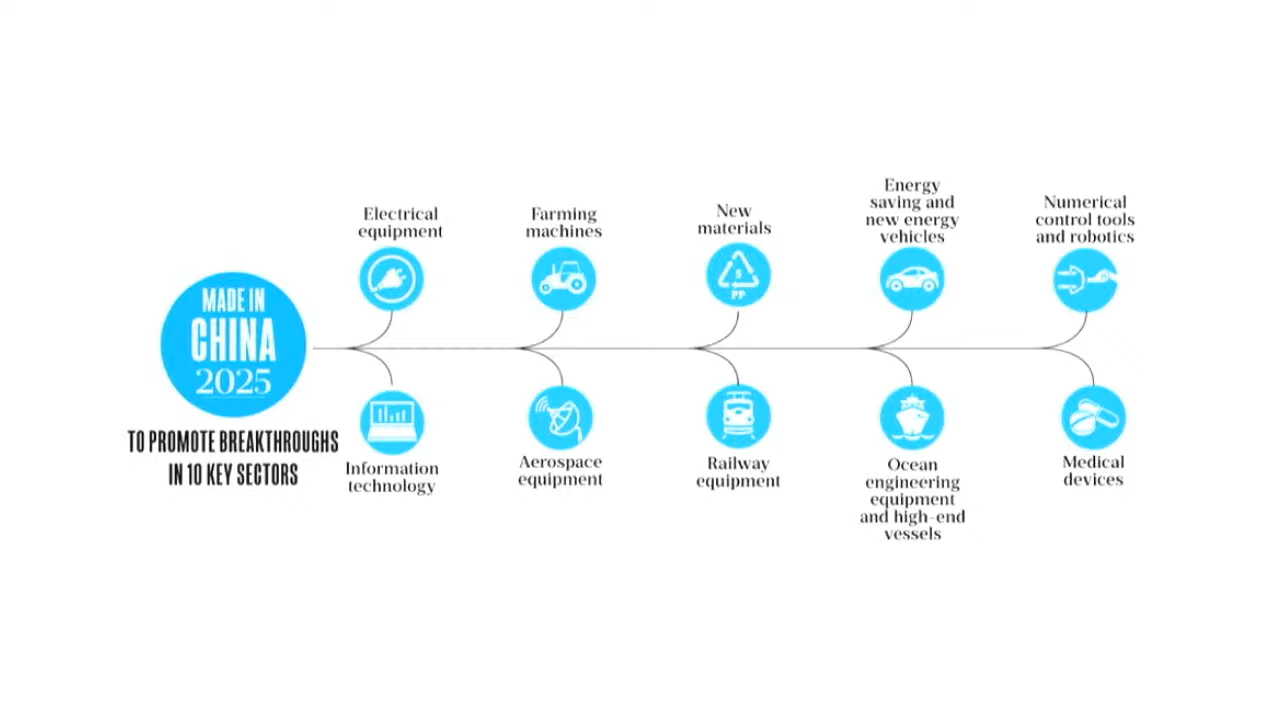 MADE IN
CHINA
2025
TO PROMOTE BREAKTHROUGHS
IN 10 KEY SECTORS
Electrical
equipment
Farming
machines
New
materials
Energy
saving and
new energy
vehicles
Numerical
control tools
and robotics
Information
technology
Aerospace
equipment
Railway
equipment
Ocean
engineering
equipment
and high-end
vessels
Medical
devices
PP